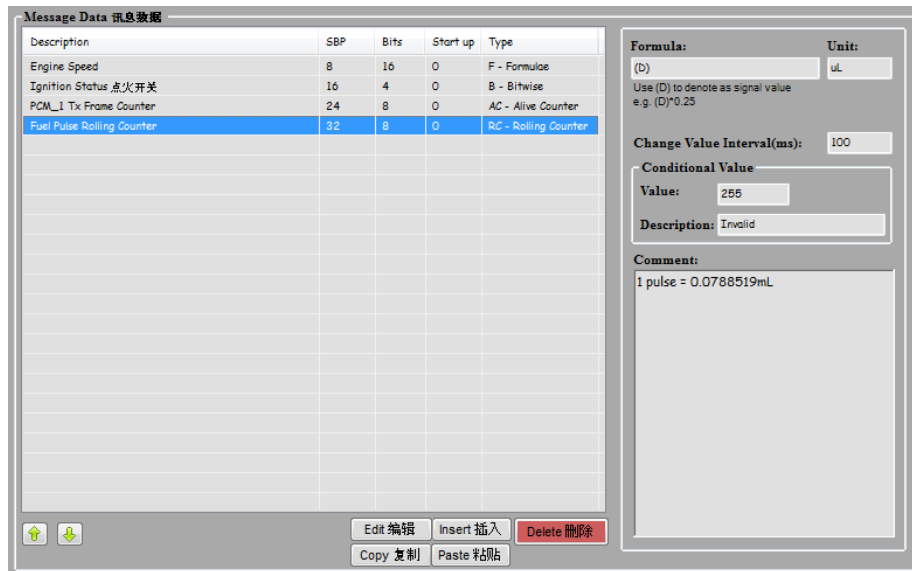 Message Data 讯息数据
Description SBP Bits Start up Type
Engine Speed 8 16 0 F - Formulae
Ignition Status 点火开关 16 4 0 B - Bitwise
PCM_1 Tx Frame Counter 24 8 0 AC - Alive Counter
Fuel Pulse Rolling Counter 32 8 0 RC - Rolling Counter
Edit 编辑 Insert 插入 Delete 刪除
Copy 复制 Paste 粘贴
Formula: Unit:
(D) uL
Use (D) to denote as signal value
e.g. (D)*0.25
Change Value Interval(ms): 100
Conditional Value
Value: 255
Description: Invalid
Comment:
1 pulse = 0.0788519mL